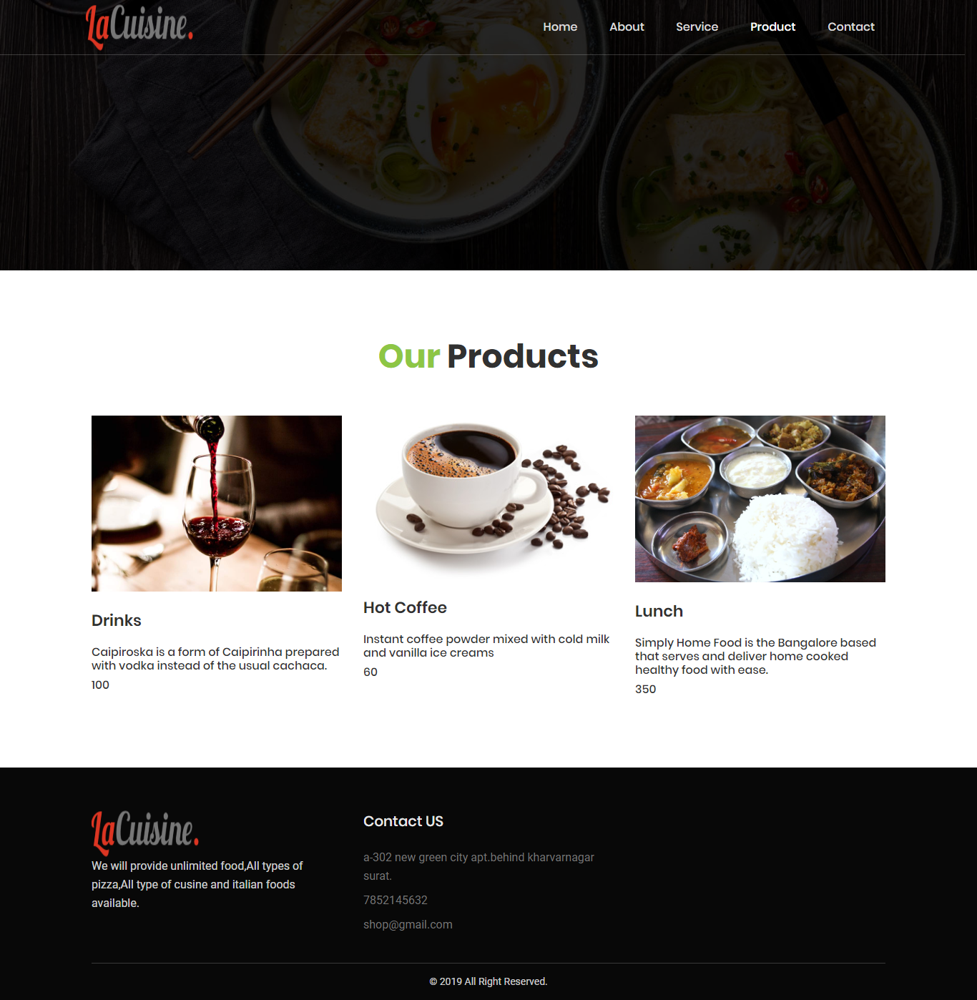 LaCuisine.
Home About Service Product Contact
Our Products
Drinks
Caipiroska is a form of Caipirinha prepared
with vodka instead of the usual cachaca.
100
Hot Coffee
Instant coffee powder mixed with cold milk
and vanilla ice creams
60
Lunch
Simply Home Food is the Bangalore based
that serves and deliver home cooked
healthy food with ease.
350
LaCuisine.
We will provide unlimited food,All types of
pizza,All type of cusine and italian foods
available.
Contact US
a-302 new green city apt.behind kharvarnagar
surat.
7852145632
shop@gmail.com
© 2019 All Right Reserved.